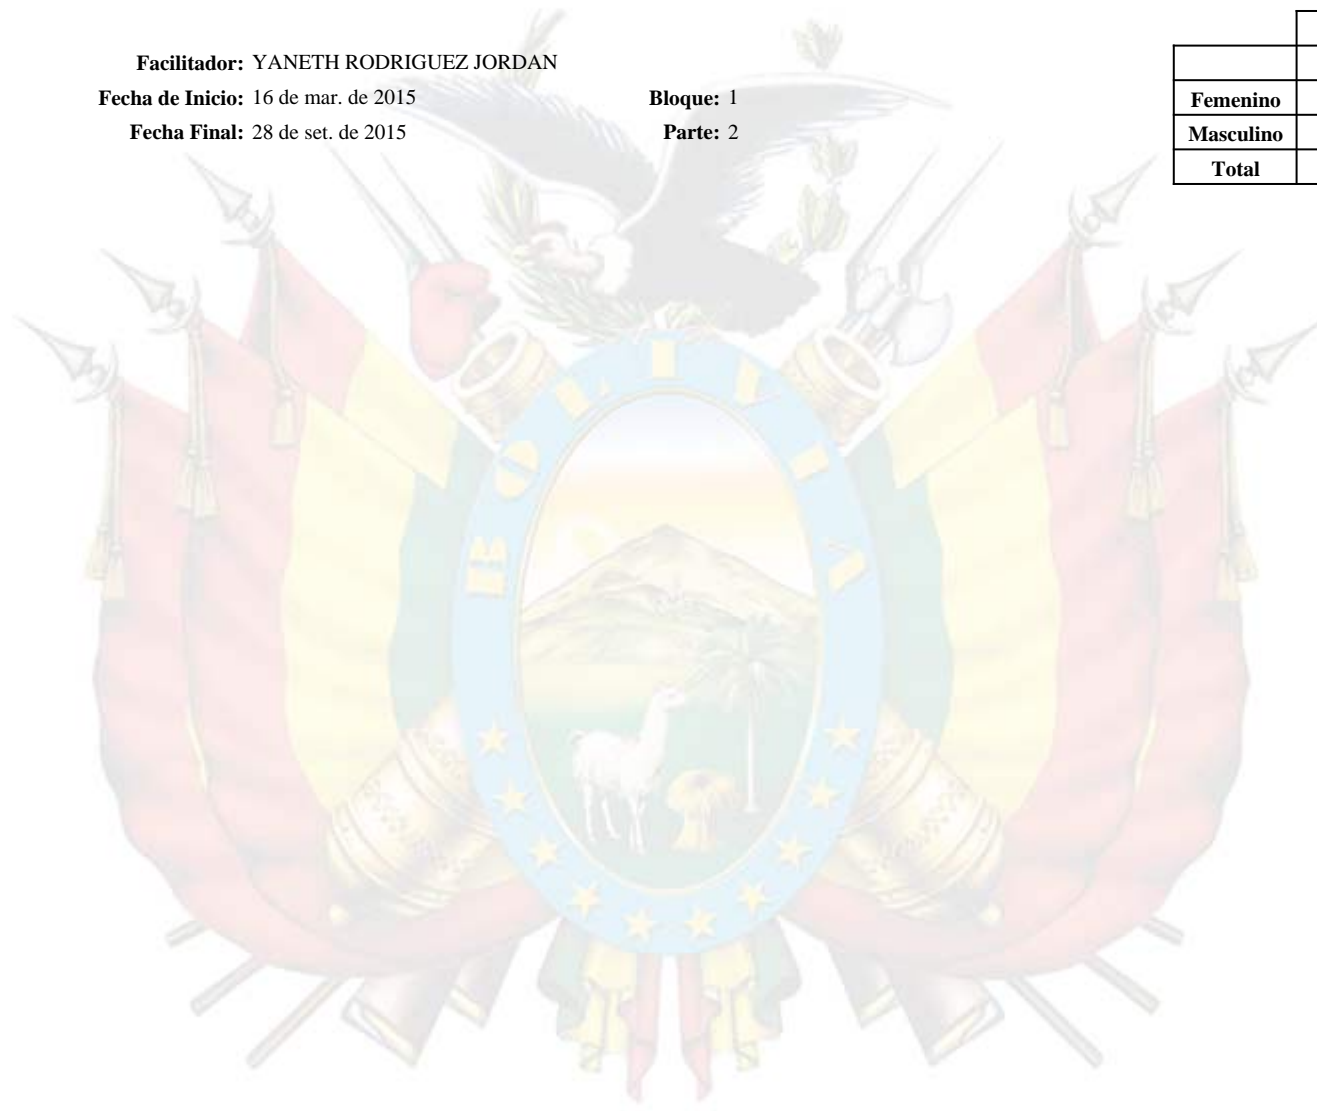 Facilitador: YANETH RODRIGUEZ JORDAN
Fecha de Inicio: 16 de mar. de 2015 Bloque: 1
Fecha Final: 28 de set. de 2015 Parte: 2
Femenino
Masculino
Total
BOLIVIA